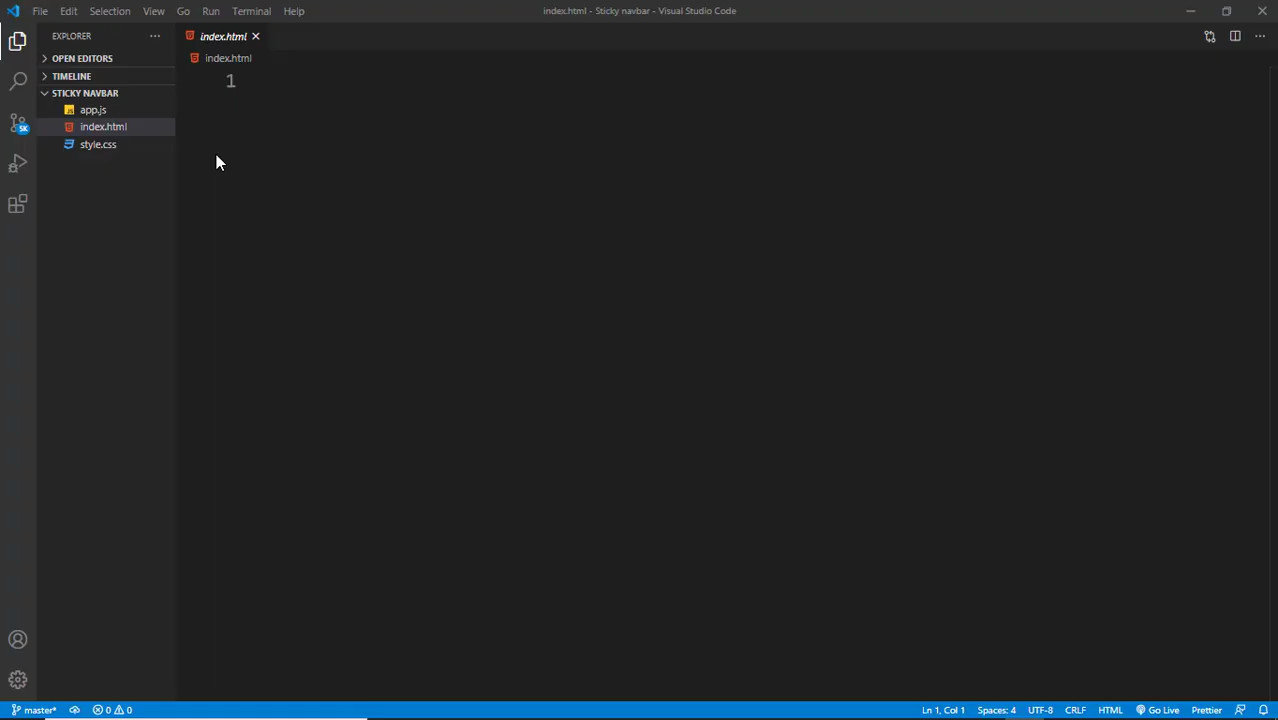 File Edit Selection View Go Run Terminal Help
index.html - Sticky navbar - Visual Studio Code
EXPLORER
index.html
index.html
OPEN EDITORS
TIMELINE
STICKY NAVBAR
JS app.js
index.html
style.css
5K
1
master*
0 0
Ln 1, Col 1
Spaces: 4
UTF-8
CRLF
HTML
Go Live
Prettier